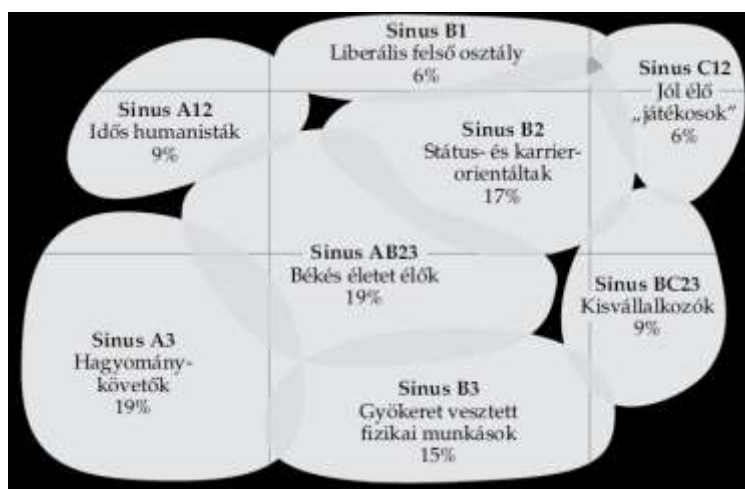 Sinus B1
Liberális felső osztály
6%
Sinus C12
Jól élő
„játékosok”
6%
Sinus A12
Idős humanisták
9%
Sinus B2
Státus- és karrier-
orientáltak
17%
Sinus AB23
Békés életet élők
19%
Sinus BC23
Kisvállalkozók
9%
Sinus A3
Hagyomány-
követők
19%
Sinus B3
Gyökeret vesztett
fizikai munkások
15%